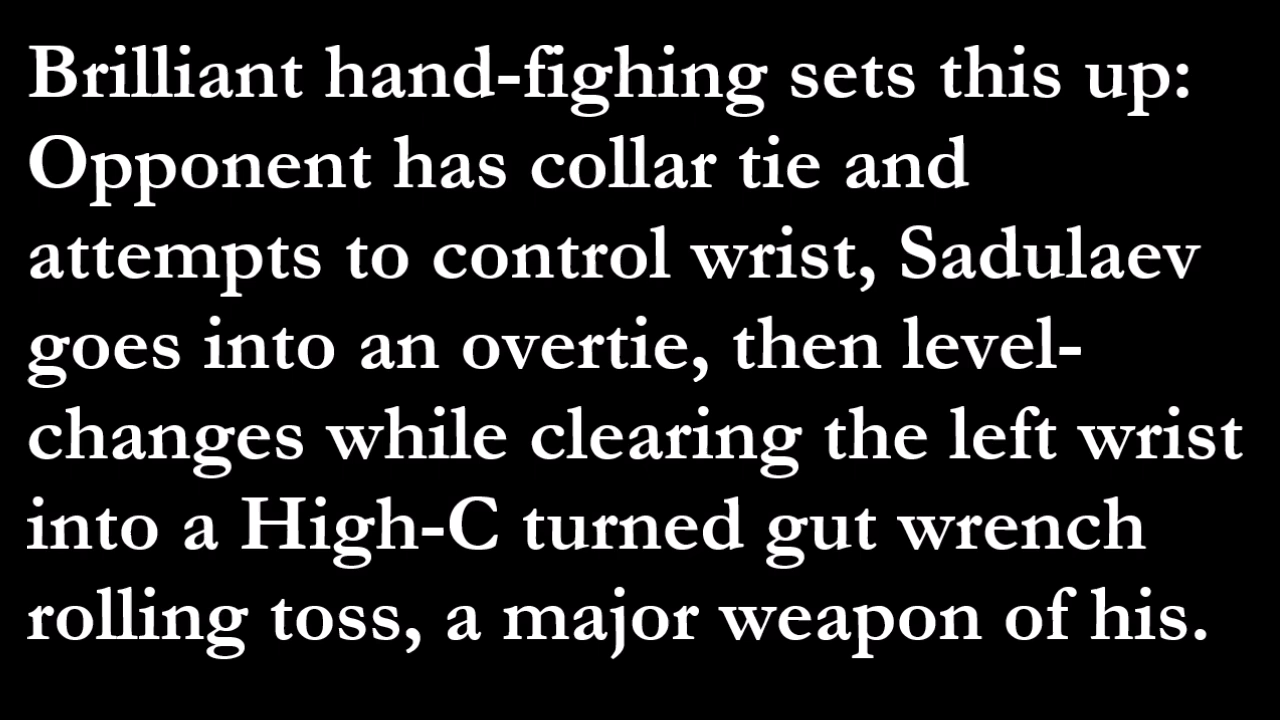 Brilliant hand-fighing sets this up:
Opponent has collar tie and
attempts to control wrist, Sadulaev
goes into an overtie, then level-
changes while clearing the left wrist
into a High-C turned gut wrench
rolling toss, a major weapon of his.